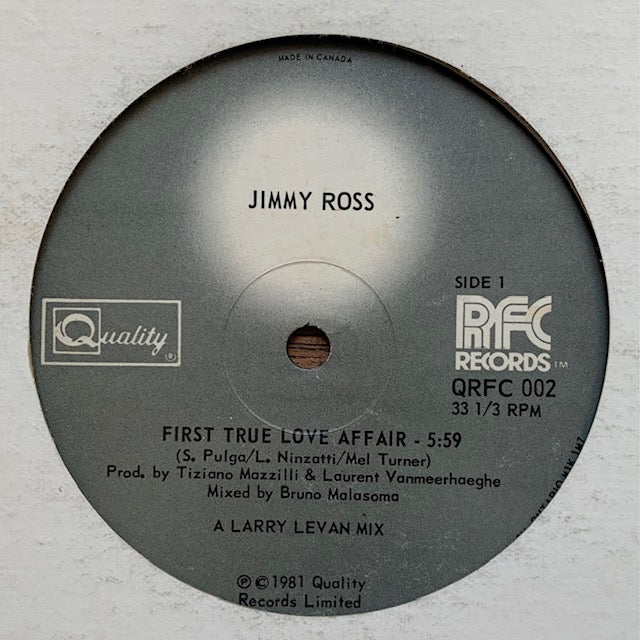 MADE IN CANADA
JIMMY ROSS
SIDE 1
RFC
RECORDS TM
Quality ®
QRFC 002
33 1/3 RPM
FIRST TRUE LOVE AFFAIR - 5:59
(S. Pulga/L. Ninzatti/Mel Turner)
Prod. by Tiziano Mazzilli & Laurent Vanmeerhaeghe
Mixed by Bruno Malasoma
A LARRY LEVAN MIX
℗ © 1981 Quality
Records Limited